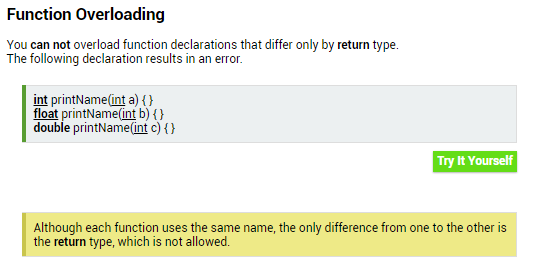 Function Overloading
You can not overload function declarations that differ only by return type.
The following declaration results in an error.
int printName(int a) { }
float printName(int b) { }
double printName(int c) { }
Try It Yourself
Although each function uses the same name, the only difference from one to the other is
the return type, which is not allowed.